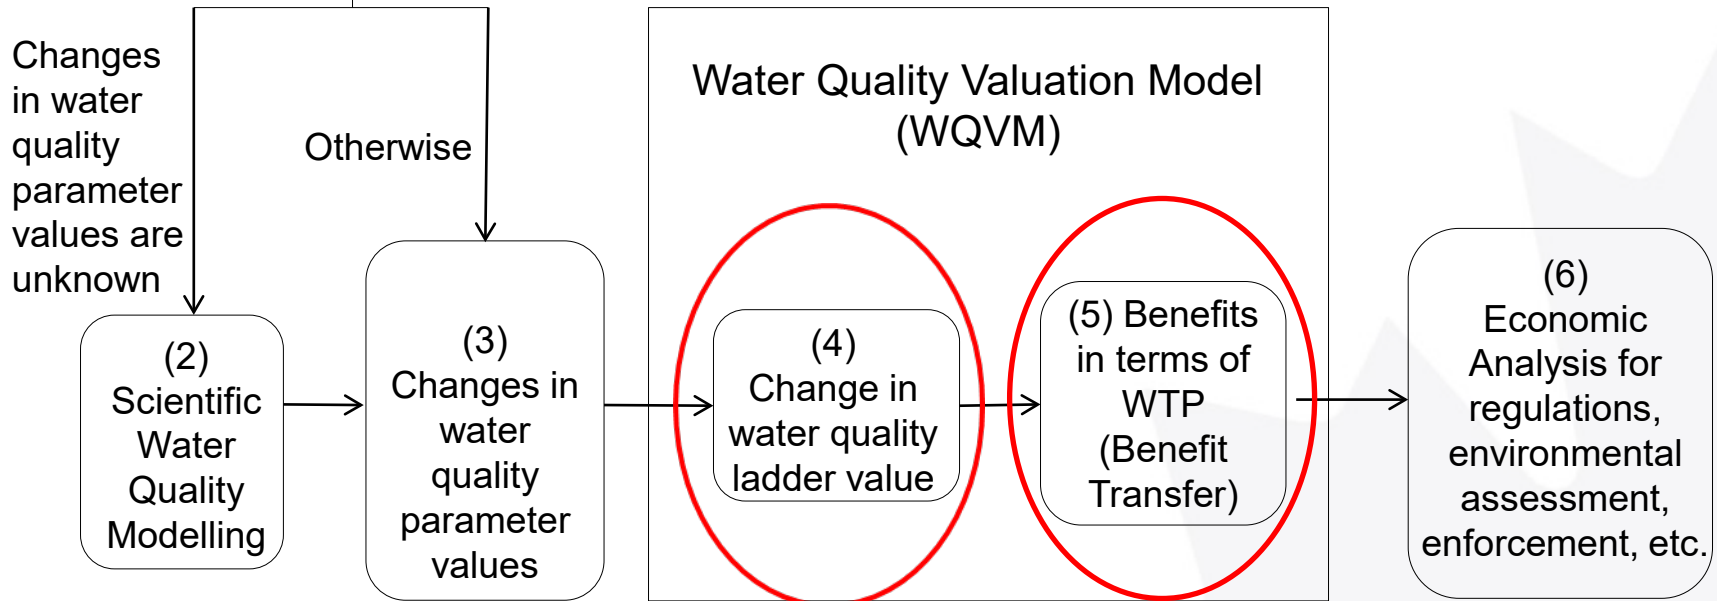 Changes
in water
quality
parameter
values are
unknown
Otherwise
Water Quality Valuation Model
(WQVM)
(2)
Scientific
Water
Quality
Modelling
(3)
Changes in
water
quality
parameter
values
(4)
Change in
water quality
ladder value
(5) Benefits
in terms of
WTP
(Benefit
Transfer)
(6)
Economic
Analysis for
regulations,
environmental
assessment,
enforcement, etc.